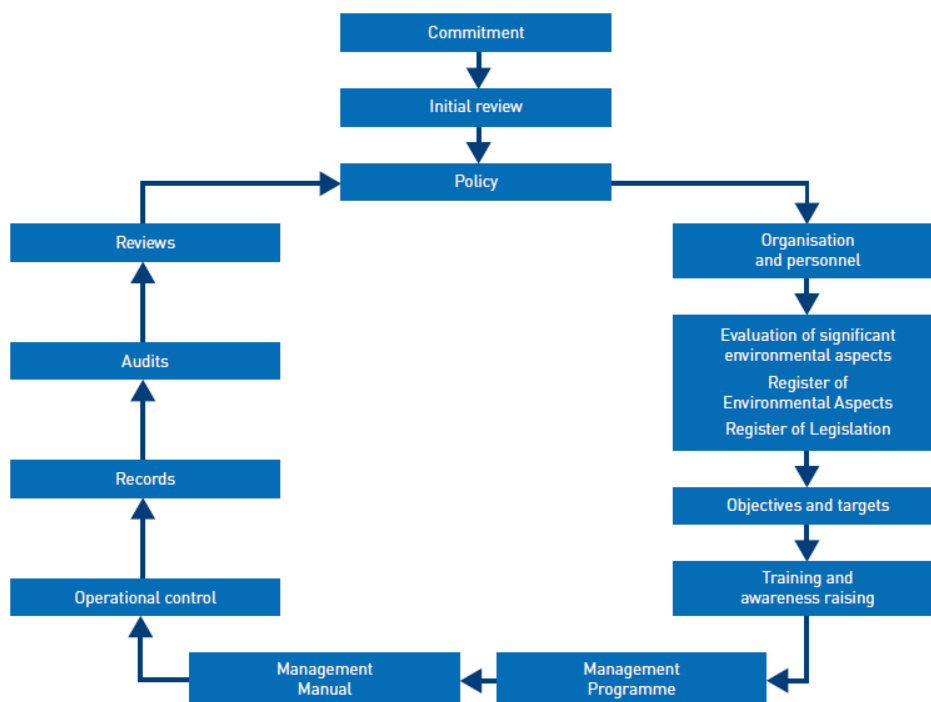 Commitment
Initial review
Policy
Organisation
and personnel
Evaluation of significant
environmental aspects
Register of
Environmental Aspects
Register of Legislation
Objectives and targets
Training and
awareness raising
Management
Programme
Management
Manual
Operational control
Records
Audits
Reviews